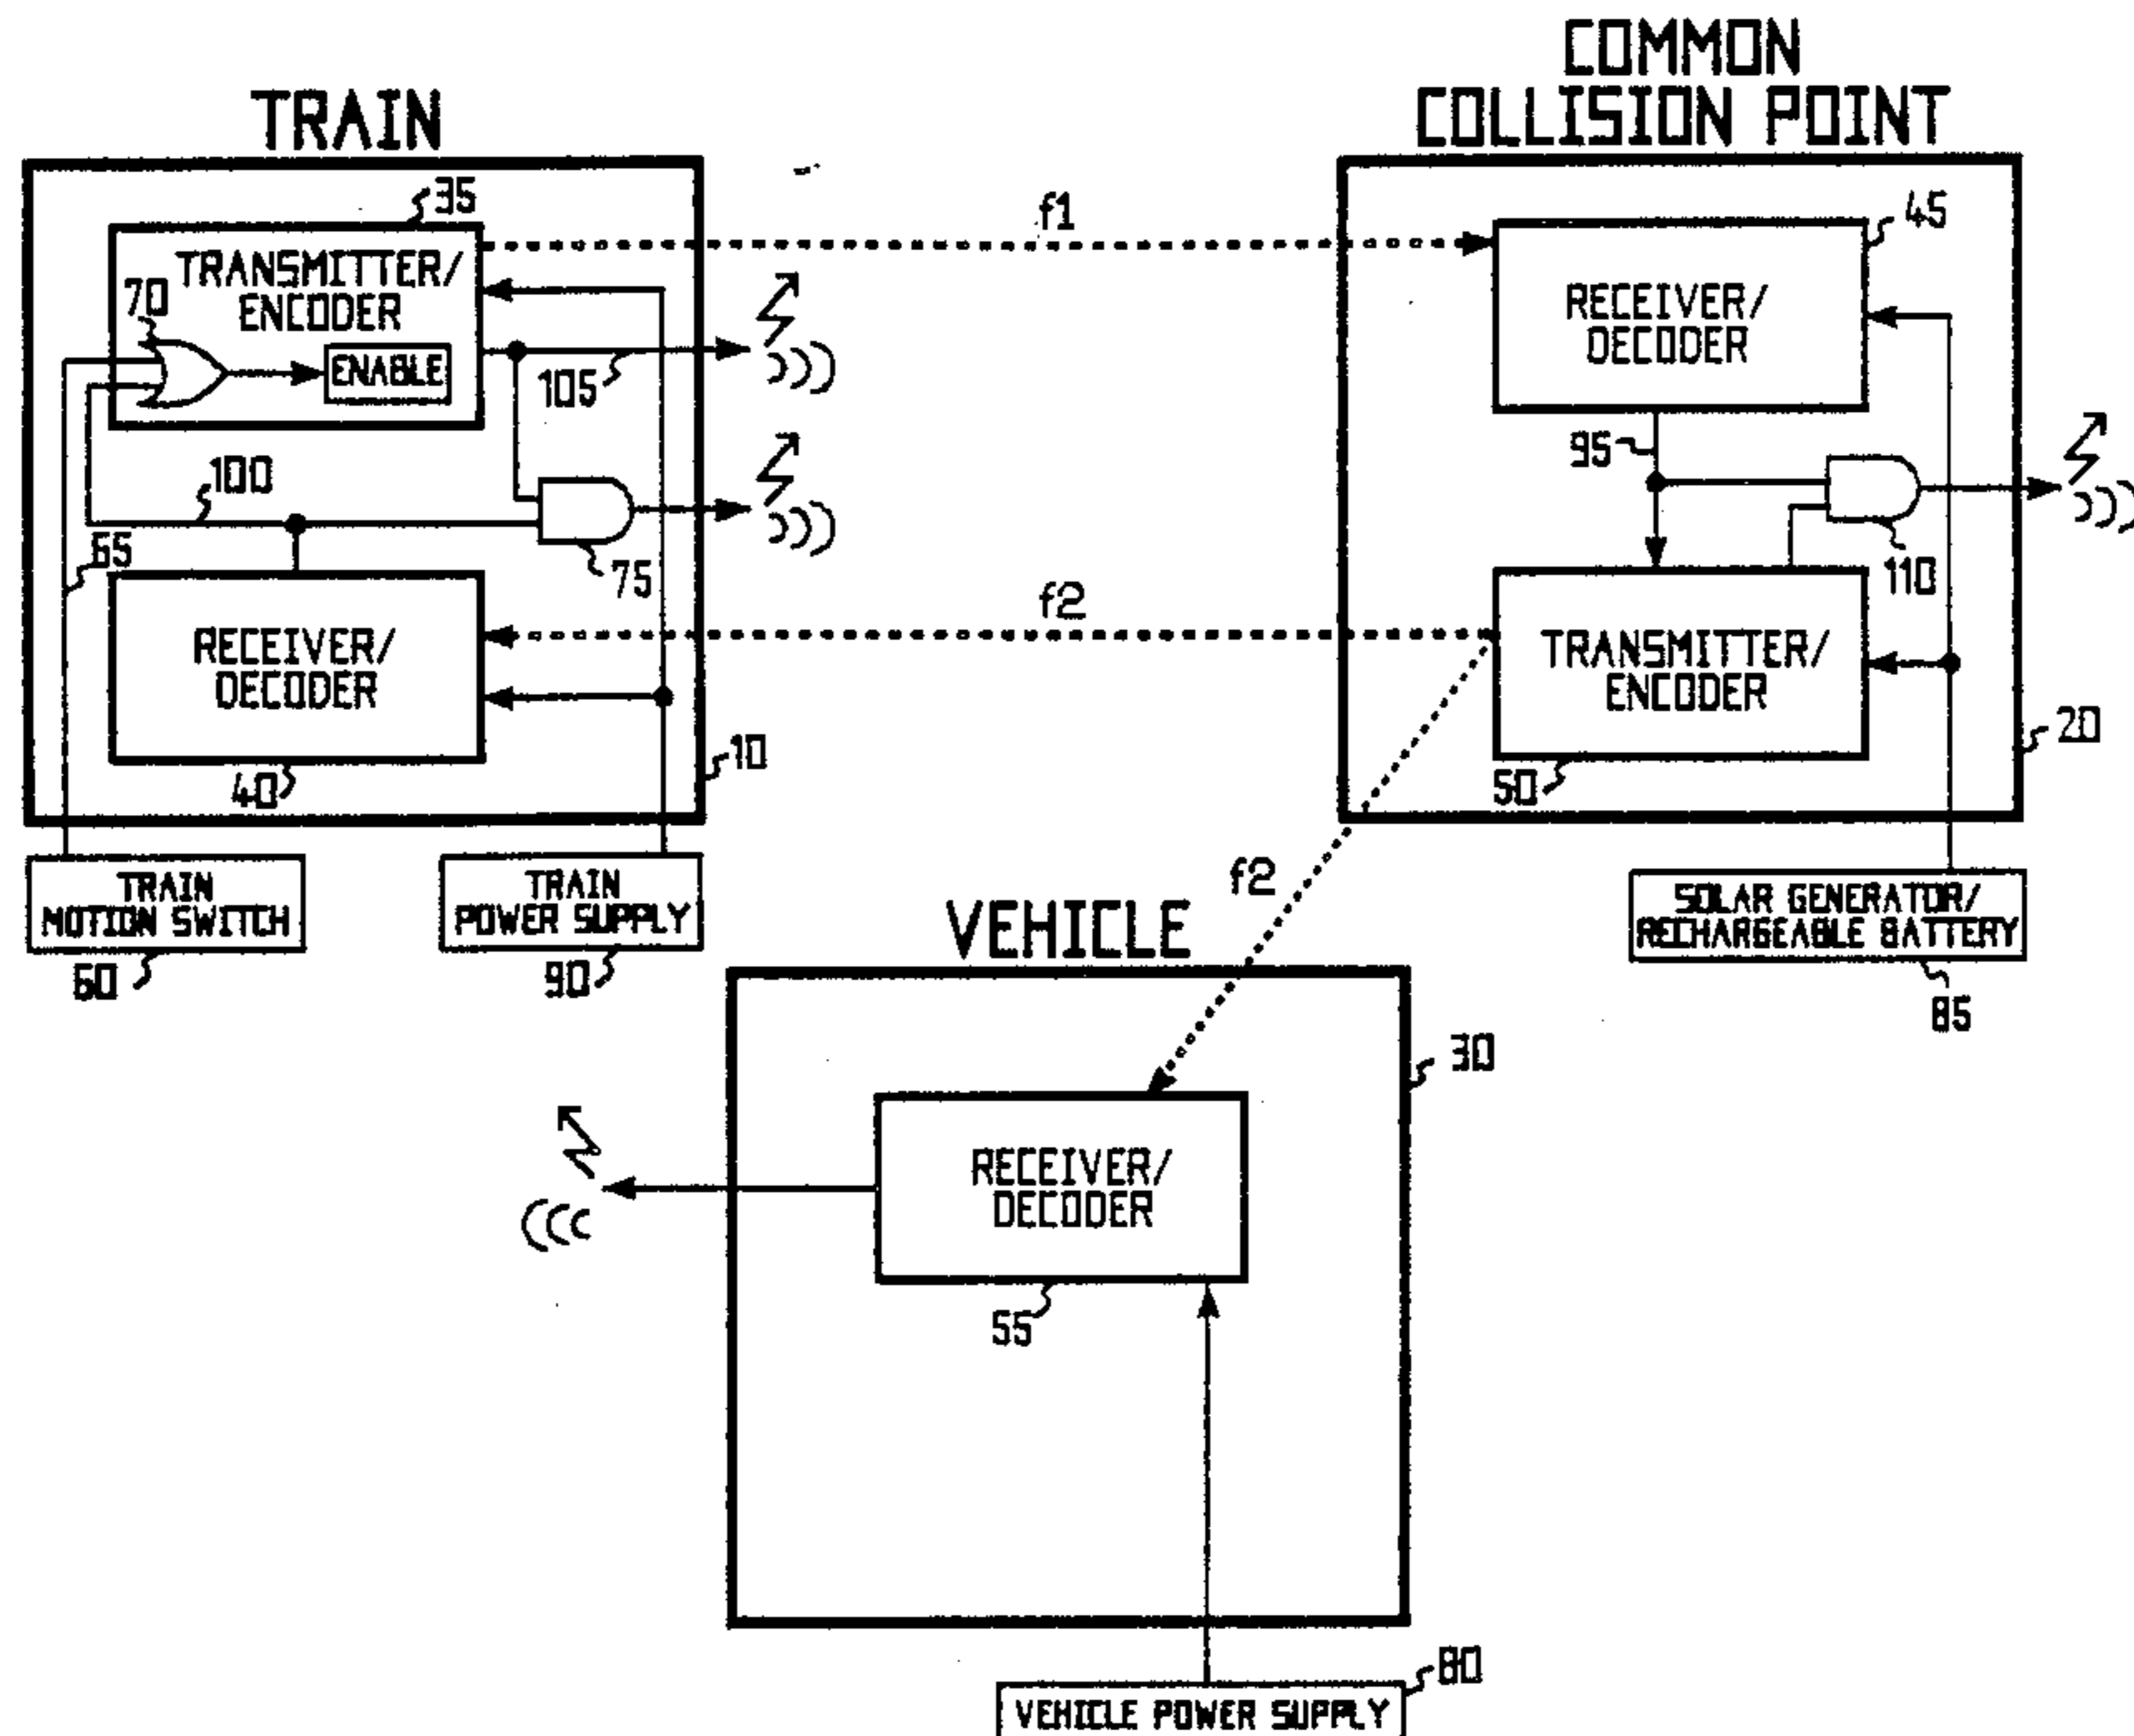 COMMON
COLLISION POINT
TRAIN
35
TRANSMITTER/
ENCODER
70
ENABLE
105
100
65
75
RECEIVER/
DECODER
40
10
f1
f2
45
RECEIVER/
DECODER
95
110
TRANSMITTER/
ENCODER
50
20
TRAIN
MOTION SWITCH
60
TRAIN
POWER SUPPLY
90
f2
SOLAR GENERATOR/
RECHARGEABLE BATTERY
85
VEHICLE
30
RECEIVER/
DECODER
55
80
VEHICLE POWER SUPPLY